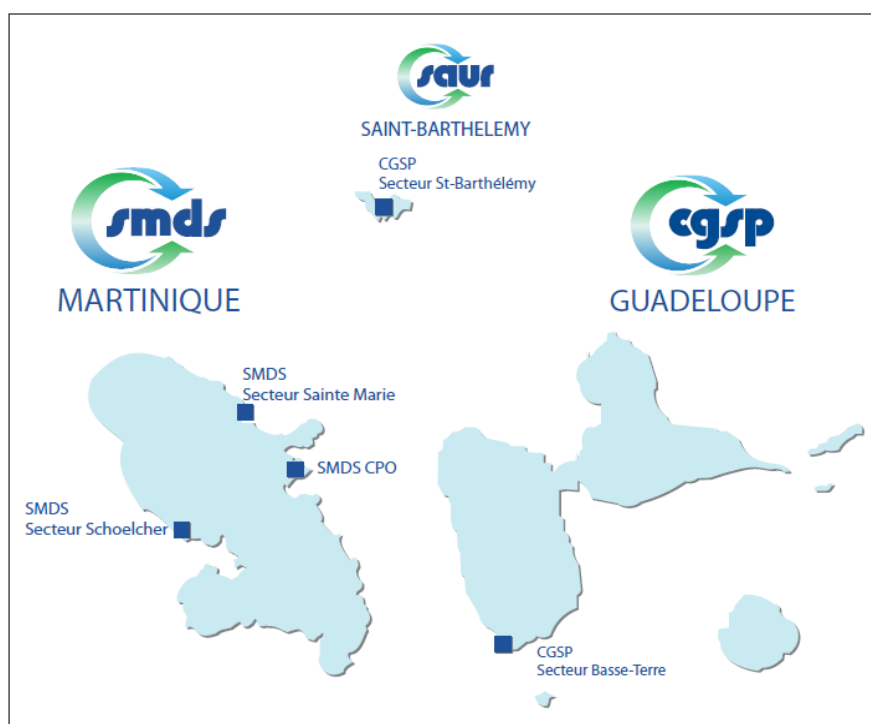 saur
SAINT-BARTHELEMY
CGSP
Secteur St-Barthélémy
smds
MARTINIQUE
cgsp
GUADELOUPE
SMDS
Secteur Sainte Marie
SMDS CPO
SMDS
Secteur Schoelcher
CGSP
Secteur Basse-Terre